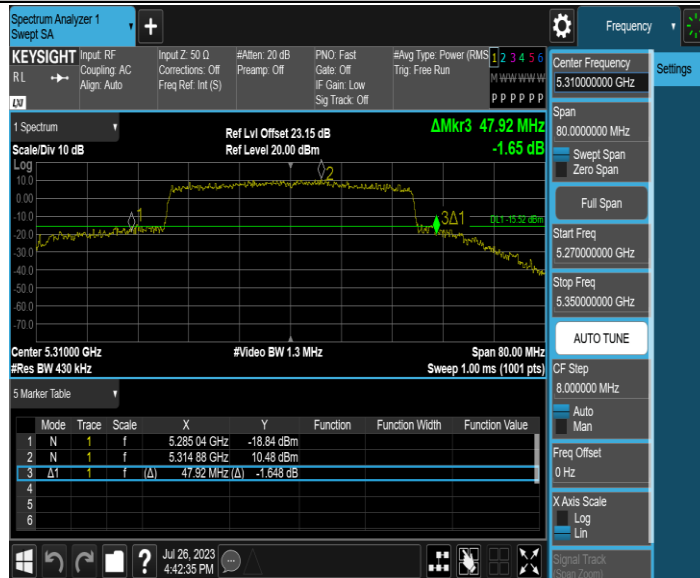 Spectrum Analyzer 1
Swept SA
Frequency
KEYSIGHT
RL
LXI
Input: RF
Coupling: AC
Align: Auto
Input Z: 50 Ω
Corrections: Off
Freq Ref: Int (S)
#Atten: 20 dB
Preamp: Off
PNO: Fast
Gate: Off
IF Gain: Low
Sig Track: Off
#Avg Type: Power (RMS
Trig: Free Run
1 2 3 4 5 6
M W W W W W
P P P P P P
Center Frequency
5.310000000 GHz
Settings
Span
80.0000000 MHz
Swept Span
Zero Span
Full Span
Start Freq
5.270000000 GHz
Stop Freq
5.350000000 GHz
AUTO TUNE
CF Step
8.000000 MHz
Auto
Man
Freq Offset
0 Hz
X Axis Scale
Log
Lin
Signal Track
(Span Zoom)
1 Spectrum
Scale/Div 10 dB
Ref Lvl Offset 23.15 dB
Ref Level 20.00 dBm
ΔMkr3 47.92 MHz
-1.65 dB
Log
10.0
0.00
-10.0
-20.0
-30.0
-40.0
-50.0
-60.0
-70.0
1
2
3Δ1
DL1 -15.52 dBm
Center 5.31000 GHz
#Res BW 430 kHz
#Video BW 1.3 MHz
Span 80.00 MHz
Sweep 1.00 ms (1001 pts)
5 Marker Table
Mode Trace Scale X Y Function Function Width Function Value
1 N 1 f 5.285 04 GHz -18.84 dBm
2 N 1 f 5.314 88 GHz 10.48 dBm
3 Δ1 1 f (Δ) 47.92 MHz (Δ) -1.648 dB
4
5
6
?
Jul 26, 2023
4:42:35 PM